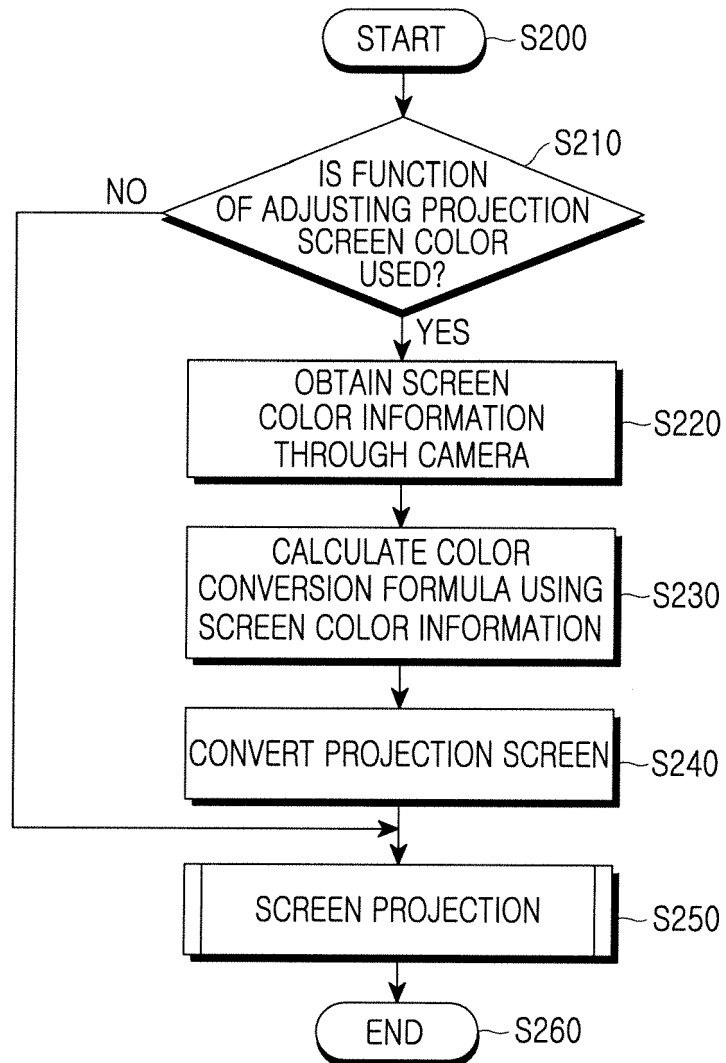 START
S200
S210
IS FUNCTION
OF ADJUSTING PROJECTION
SCREEN COLOR
USED?
NO
YES
OBTAIN SCREEN
COLOR INFORMATION
THROUGH CAMERA
S220
CALCULATE COLOR
CONVERSION FORMULA USING
SCREEN COLOR INFORMATION
S230
CONVERT PROJECTION SCREEN
S240
SCREEN PROJECTION
S250
END
S260